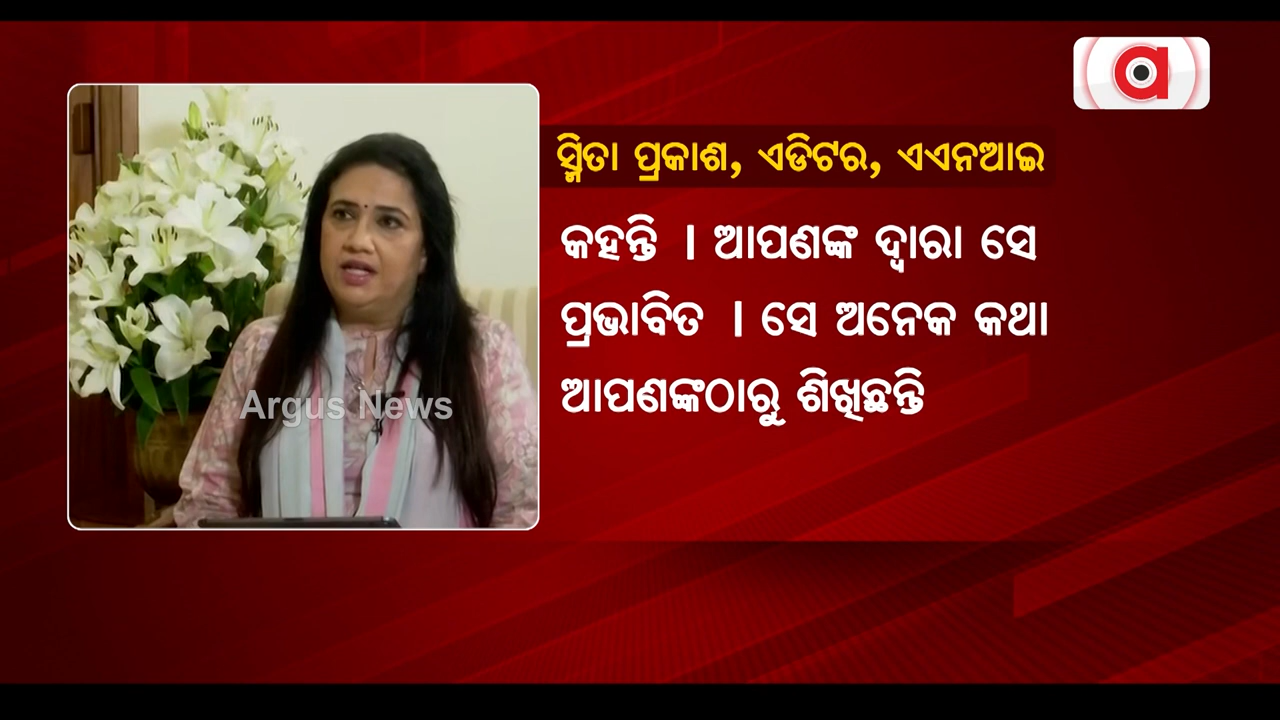 ସ୍ମିତା ପ୍ରକାଶ, ଏଡିଟର, ଏଏନଆଇ
କହନ୍ତି । ଆପଣଙ୍କ ଦ୍ୱାରା ସେ
ପ୍ରଭାବିତ । ସେ ଅନେକ କଥା
ଆପଣଙ୍କଠାରୁ ଶିଖିଛନ୍ତି
Argus News